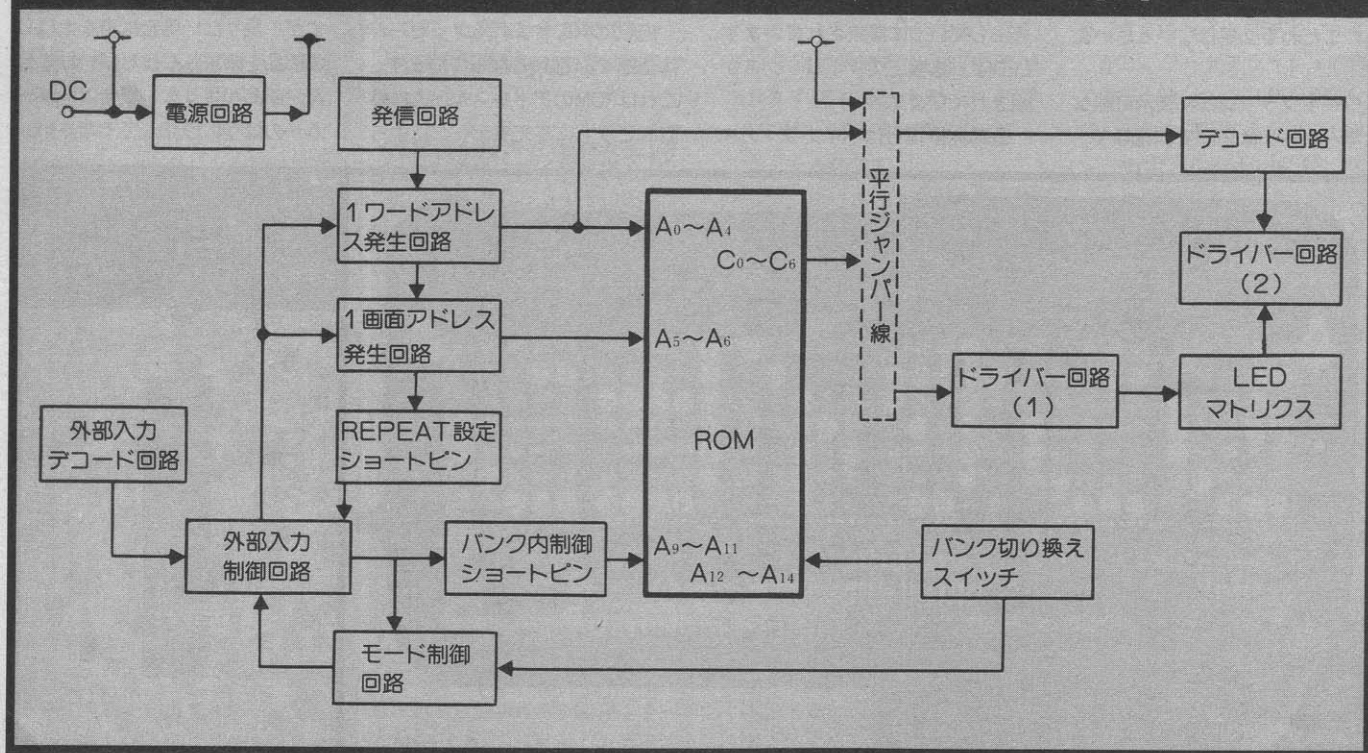 DC
電源回路
発信回路
デコード回路
1ワードアドレ
ス発生回路
A₀〜A₄
C₀〜C₆
平行ジャンパー線
ドライバー回路
(2)
1画面アドレス
発生回路
A₅〜A₆
ドライバー回路
(1)
LED
マトリクス
外部入力
デコード回路
REPEAT設定
ショートピン
ROM
外部入力
制御回路
バンク内制御
ショートピン
A₉〜A₁₁
A₁₂ 〜A₁₄
バンク切り換え
スイッチ
モード制御
回路